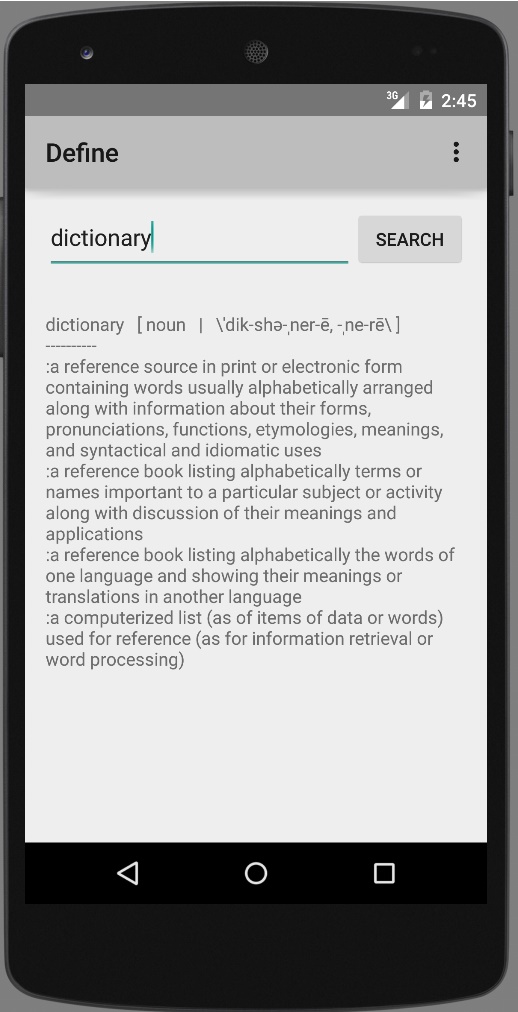 3G 2:45
Define
dictionary SEARCH
dictionary [ noun | \ˈdik-shə-ˌner-ē, -ˌne-rē\ ]
----------
:a reference source in print or electronic form
containing words usually alphabetically arranged
along with information about their forms,
pronunciations, functions, etymologies, meanings,
and syntactical and idiomatic uses
:a reference book listing alphabetically terms or
names important to a particular subject or activity
along with discussion of their meanings and
applications
:a reference book listing alphabetically the words of
one language and showing their meanings or
translations in another language
:a computerized list (as of items of data or words)
used for reference (as for information retrieval or
word processing)